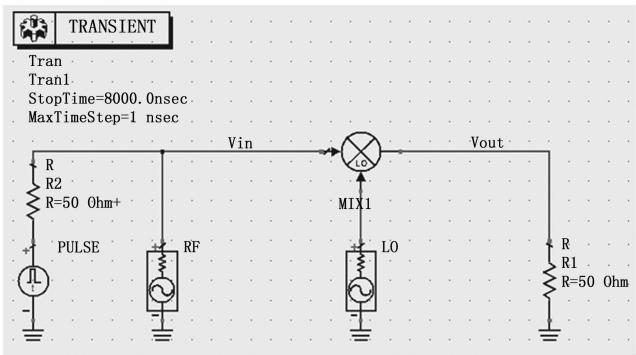 TRANSIENT
Tran
Tran1
StopTime=8000.0nsec
MaxTimeStep=1 nsec
Vin
Vout
LO
R
R2
R=50 Ohm+
MIX1
PULSE
RF
LO
R
R1
R=50 Ohm
t